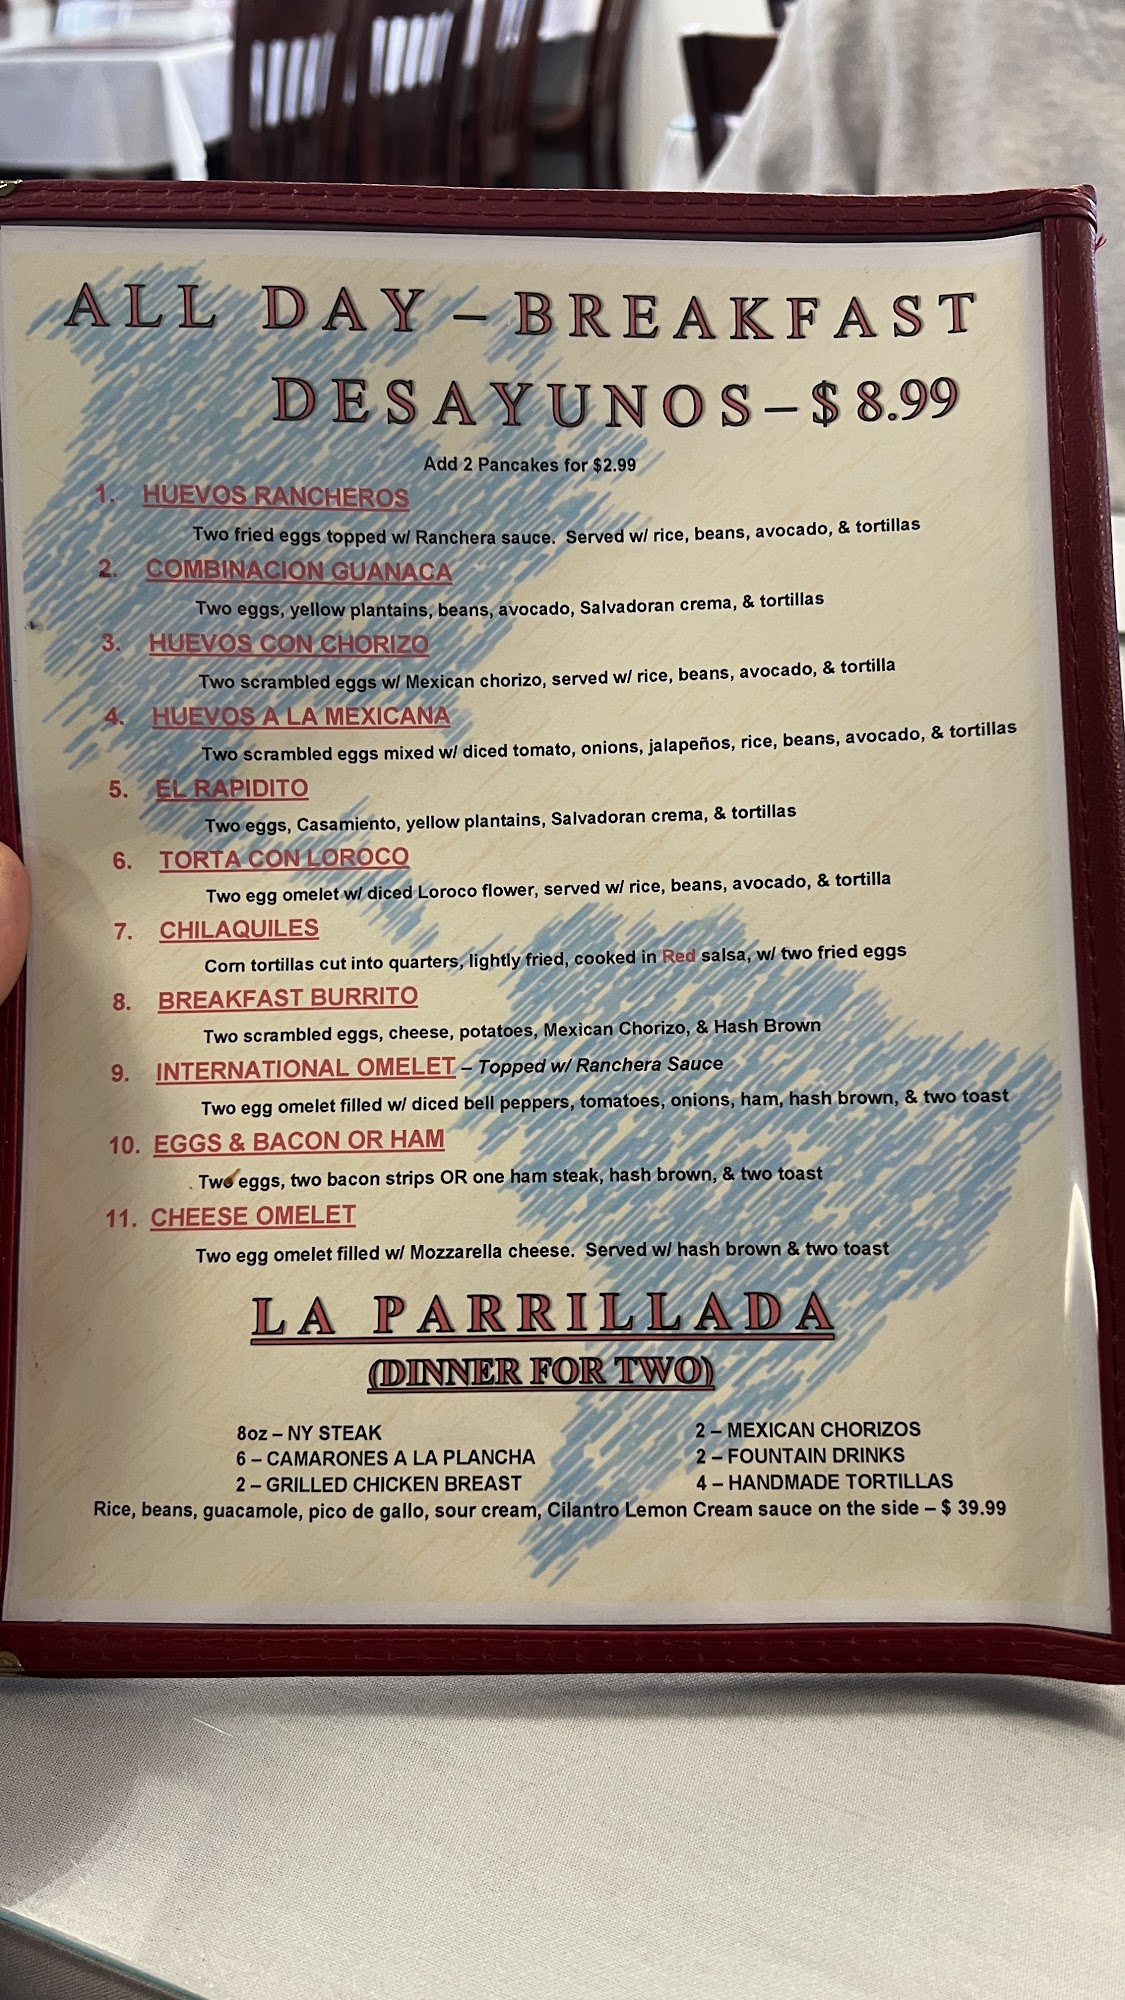 ALL DAY – BREAKFAST
DESAYUNOS – $ 8.99
Add 2 Pancakes for $2.99
1. HUEVOS RANCHEROS
Two fried eggs topped w/ Ranchera sauce. Served w/ rice, beans, avocado, & tortillas
2. COMBINACION GUANACA
Two eggs, yellow plantains, beans, avocado, Salvadoran crema, & tortillas
3. HUEVOS CON CHORIZO
Two scrambled eggs w/ Mexican chorizo, served w/ rice, beans, avocado, & tortilla
4. HUEVOS A LA MEXICANA
Two scrambled eggs mixed w/ diced tomato, onions, jalapeños, rice, beans, avocado, & tortillas
5. EL RAPIDITO
Two eggs, Casamiento, yellow plantains, Salvadoran crema, & tortillas
6. TORTA CON LOROCO
Two egg omelet w/ diced Loroco flower, served w/ rice, beans, avocado, & tortilla
7. CHILAQUILES
Corn tortillas cut into quarters, lightly fried, cooked in Red salsa, w/ two fried eggs
8. BREAKFAST BURRITO
Two scrambled eggs, cheese, potatoes, Mexican Chorizo, & Hash Brown
9. INTERNATIONAL OMELET – Topped w/ Ranchera Sauce
Two egg omelet filled w/ diced bell peppers, tomatoes, onions, ham, hash brown, & two toast
10. EGGS & BACON OR HAM
Two eggs, two bacon strips OR one ham steak, hash brown, & two toast
11. CHEESE OMELET
Two egg omelet filled w/ Mozzarella cheese. Served w/ hash brown & two toast
LA PARRILLADA
(DINNER FOR TWO)
8oz – NY STEAK 2 – MEXICAN CHORIZOS
6 – CAMARONES A LA PLANCHA 2 – FOUNTAIN DRINKS
2 – GRILLED CHICKEN BREAST 4 – HANDMADE TORTILLAS
Rice, beans, guacamole, pico de gallo, sour cream, Cilantro Lemon Cream sauce on the side – $ 39.99